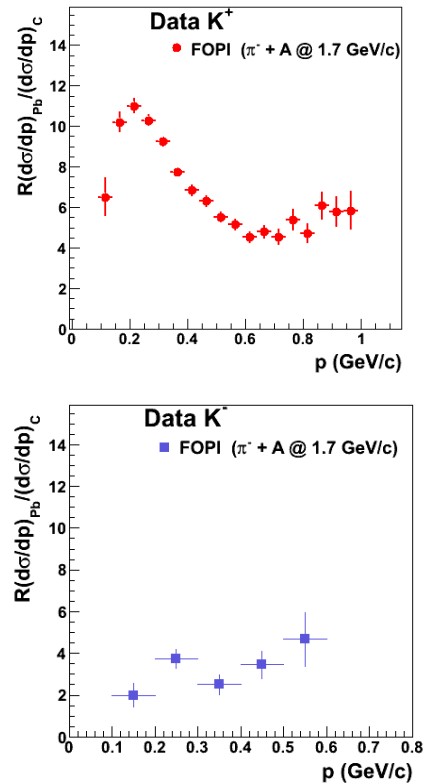 Data K⁺
FOPI (π⁻ + A @ 1.7 GeV/c)
R(dσ/dp)Pb/(dσ/dp)C
14
12
10
8
6
4
2
0
0.2 0.4 0.6 0.8 1
p (GeV/c)
Data K⁻
FOPI (π⁻ + A @ 1.7 GeV/c)
R(dσ/dp)Pb/(dσ/dp)C
14
12
10
8
6
4
2
0
0 0.1 0.2 0.3 0.4 0.5 0.6 0.7 0.8
p (GeV/c)